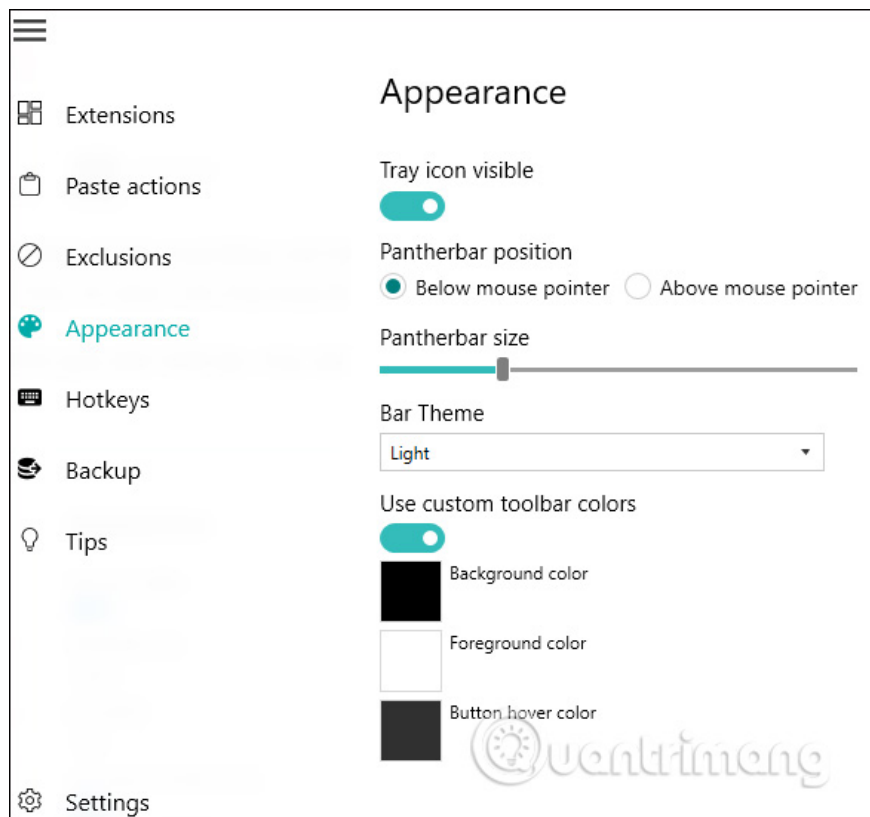 Appearance
Extensions
Tray icon visible
Paste actions
Pantherbar position
Exclusions
Below mouse pointer Above mouse pointer
Appearance
Pantherbar size
Hotkeys
Bar Theme
Light
Backup
Use custom toolbar colors
Tips
Background color
Foreground color
Button hover color
Quantrimang
Settings